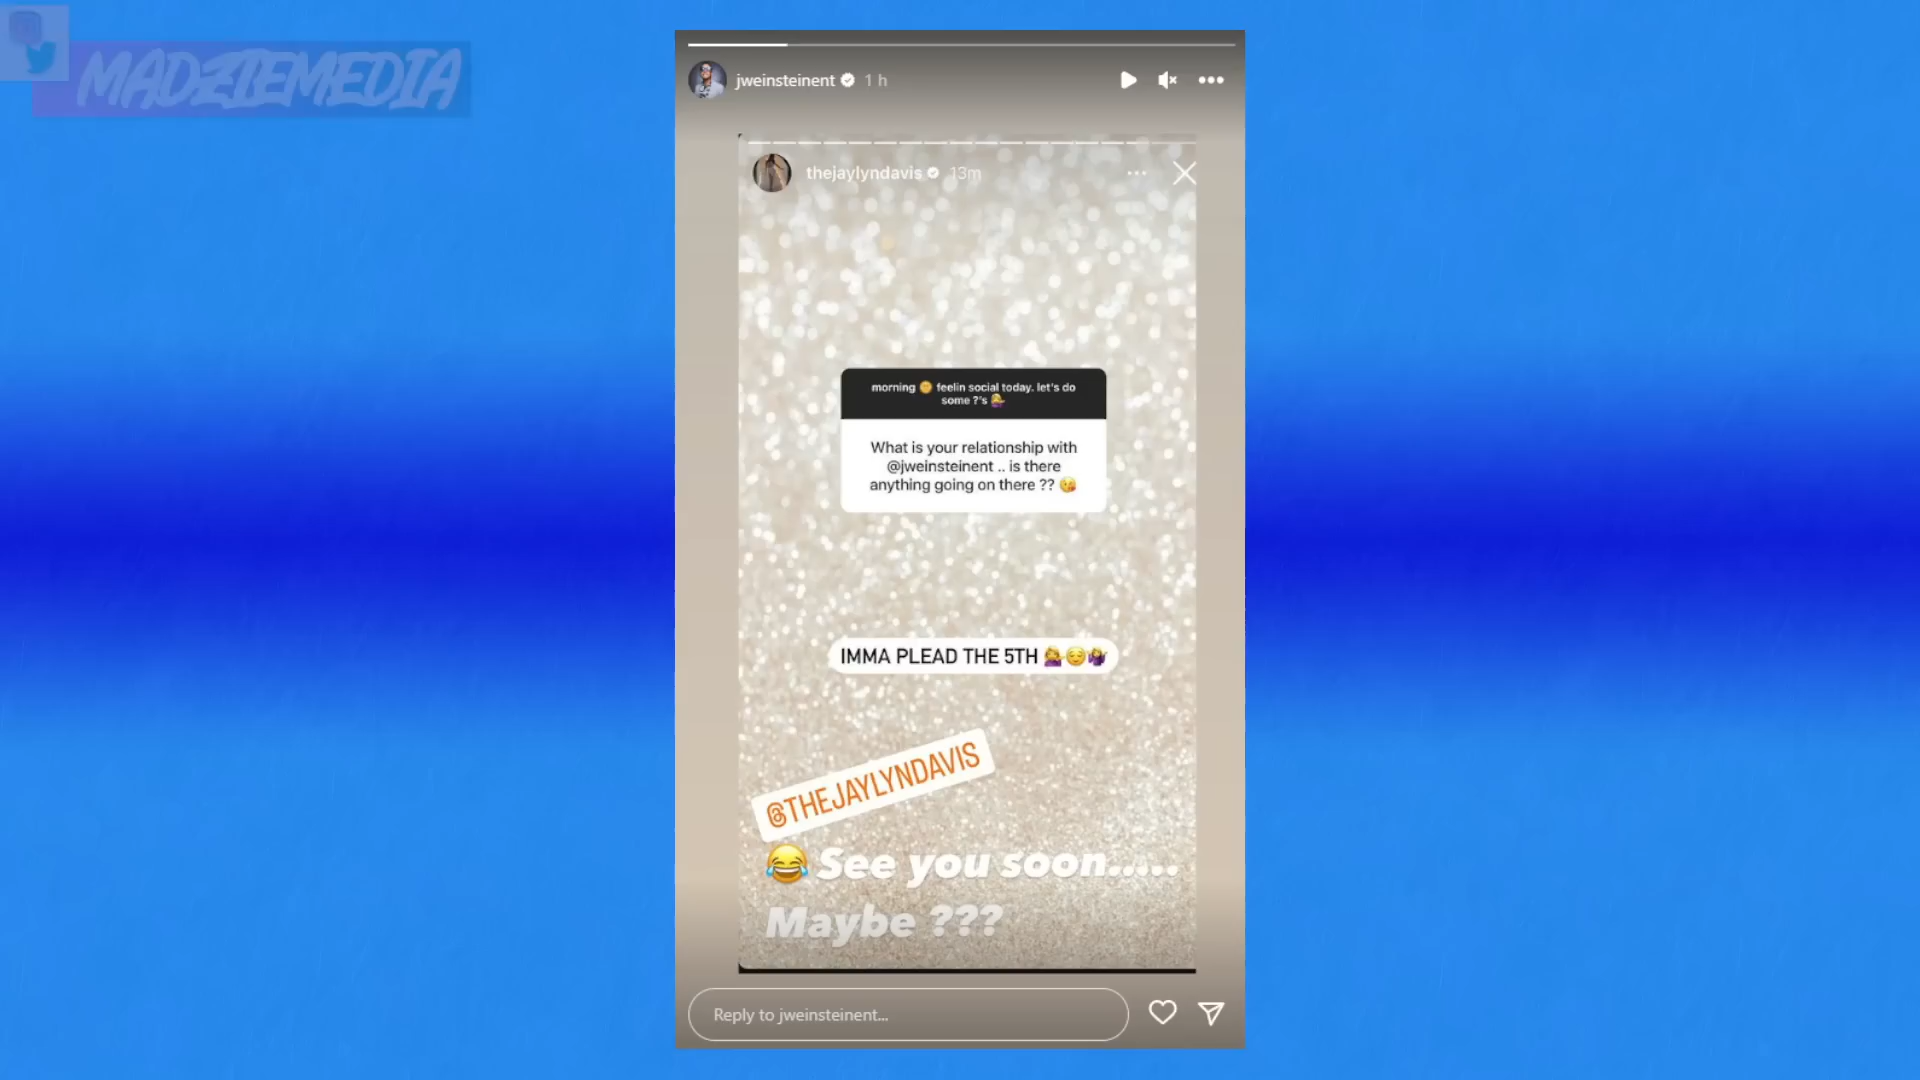 MADZIEMEDIA
jweinsteinent 1 h
thejaylyndavis 13m
morning 🌞 feelin social today. let's do
some ?'s 💁‍♀️
What is your relationship with
@jweinsteinent .. is there
anything going on there ?? 😘
IMMA PLEAD THE 5TH 💁‍♀️😌🤷‍♀️
@THEJAYLYNDAVIS
😂 See you soon.....
Maybe ???
Reply to jweinsteinent...